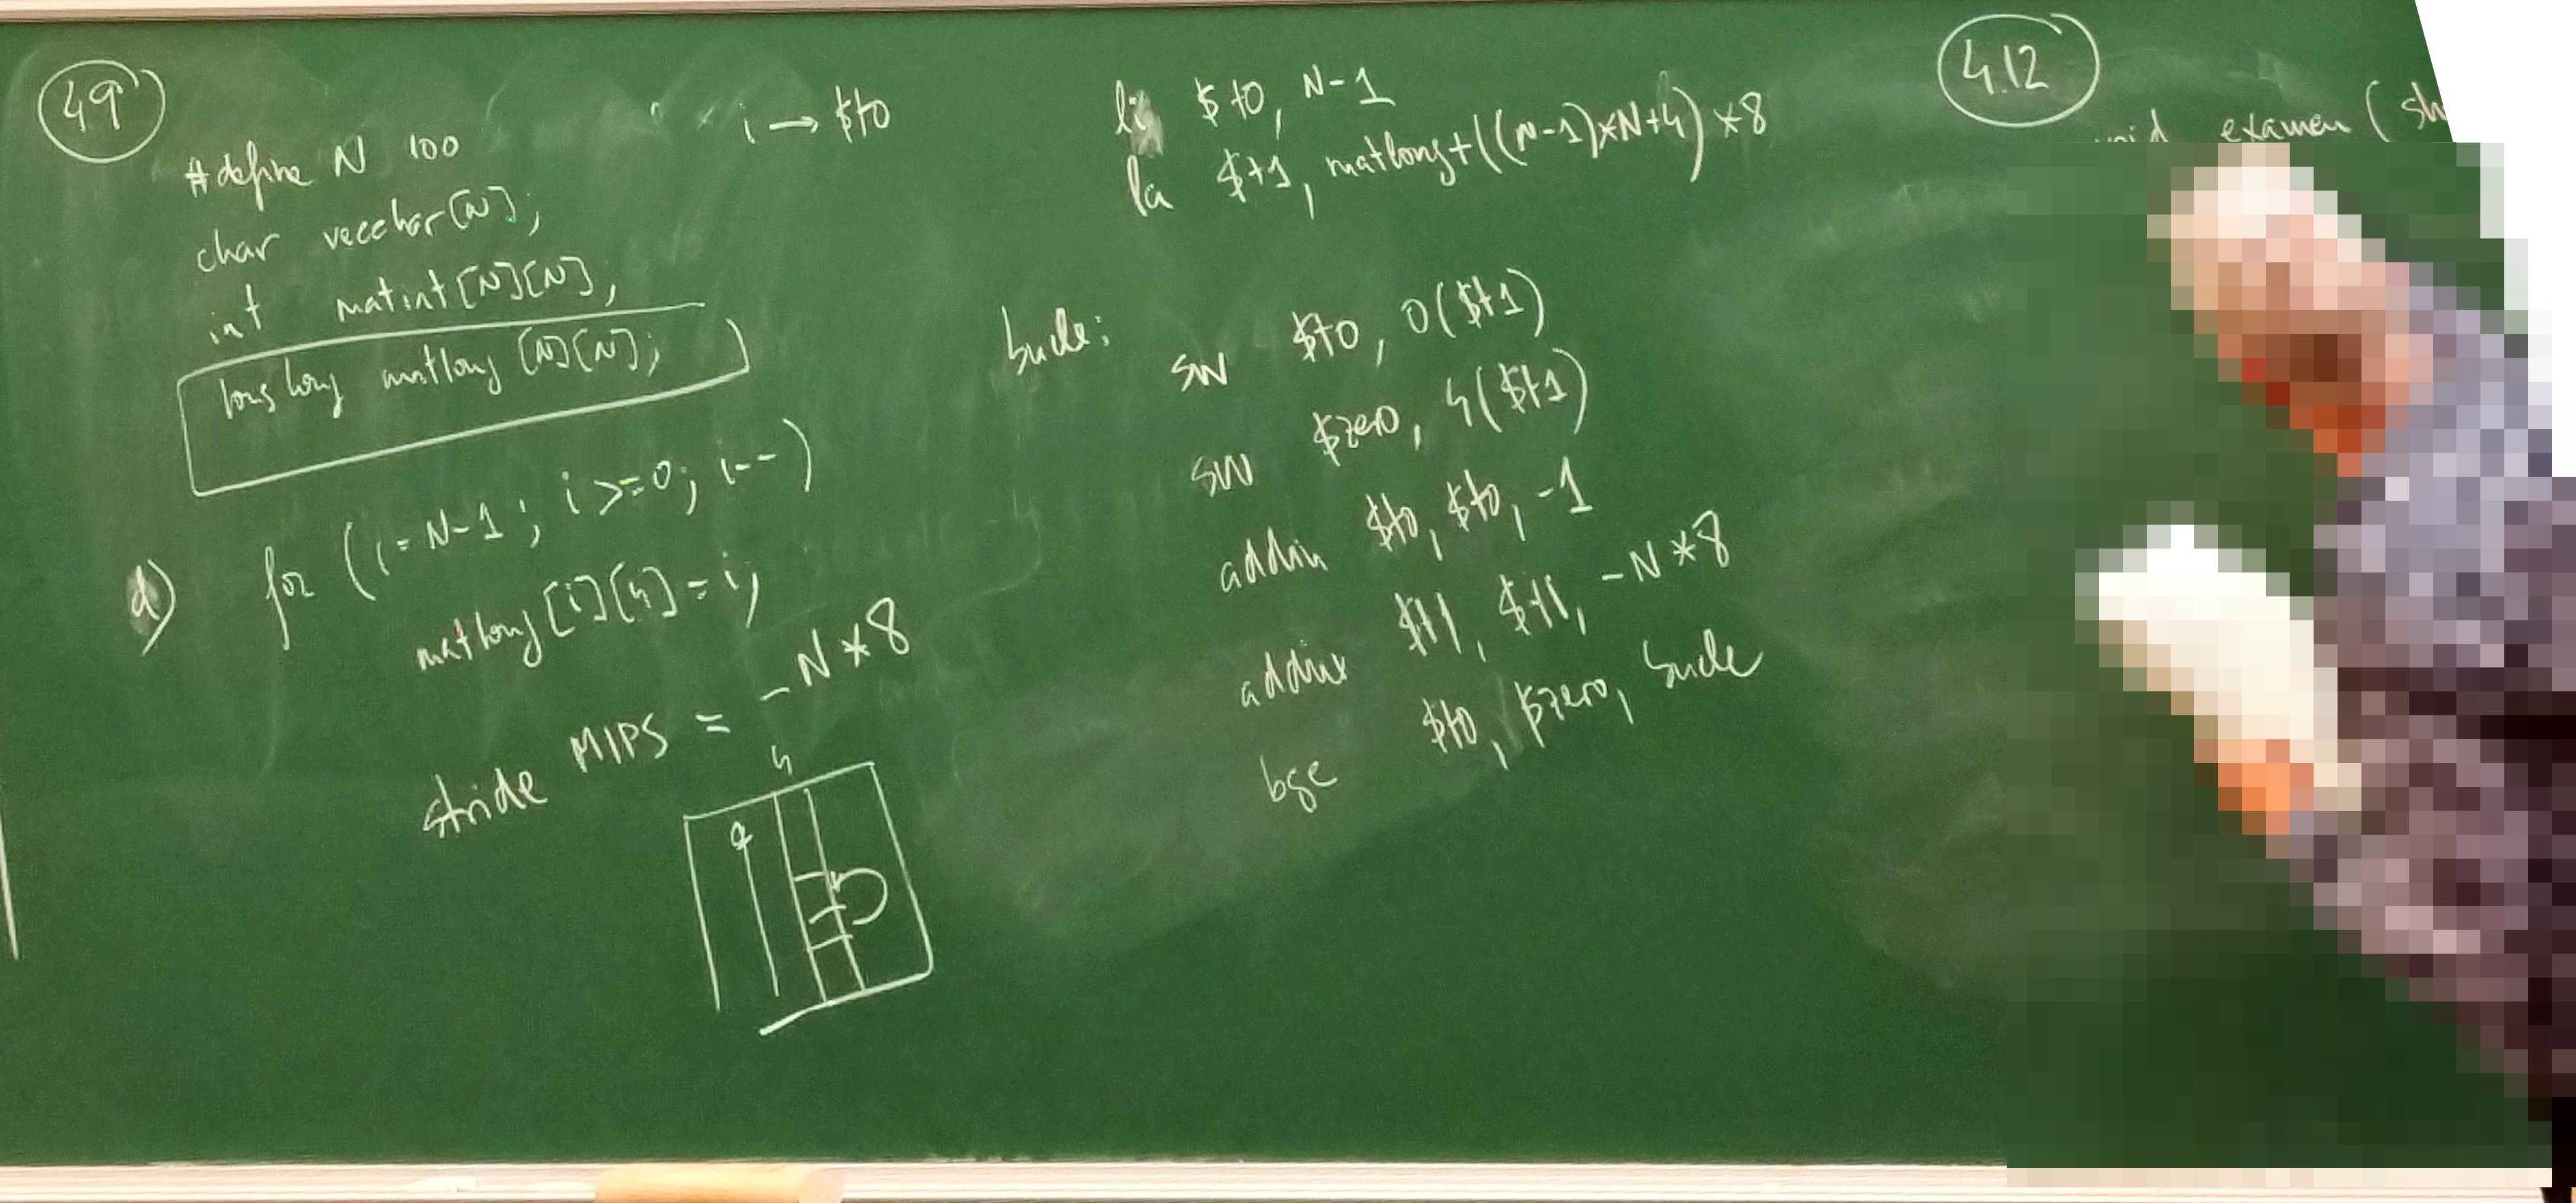 4.9
#define N 100
char vecchar[N];
int matint[N][N],
long long matlong [N][N];
i → $t0
d) for (i=N-1; i>=0; i--)
matlong[i][4]=i;
stride MIPS = -N*8
4
li $t0, N-1
la $t1, matlong+((N-1)*N+4)*8
bucle:
sw $t0, 0($t1)
sw $zero, 4($t1)
addiu $t0, $t0, -1
addiu $t1, $t1, -N*8
bge $t0, $zero, bucle
4.12
void examen (sh